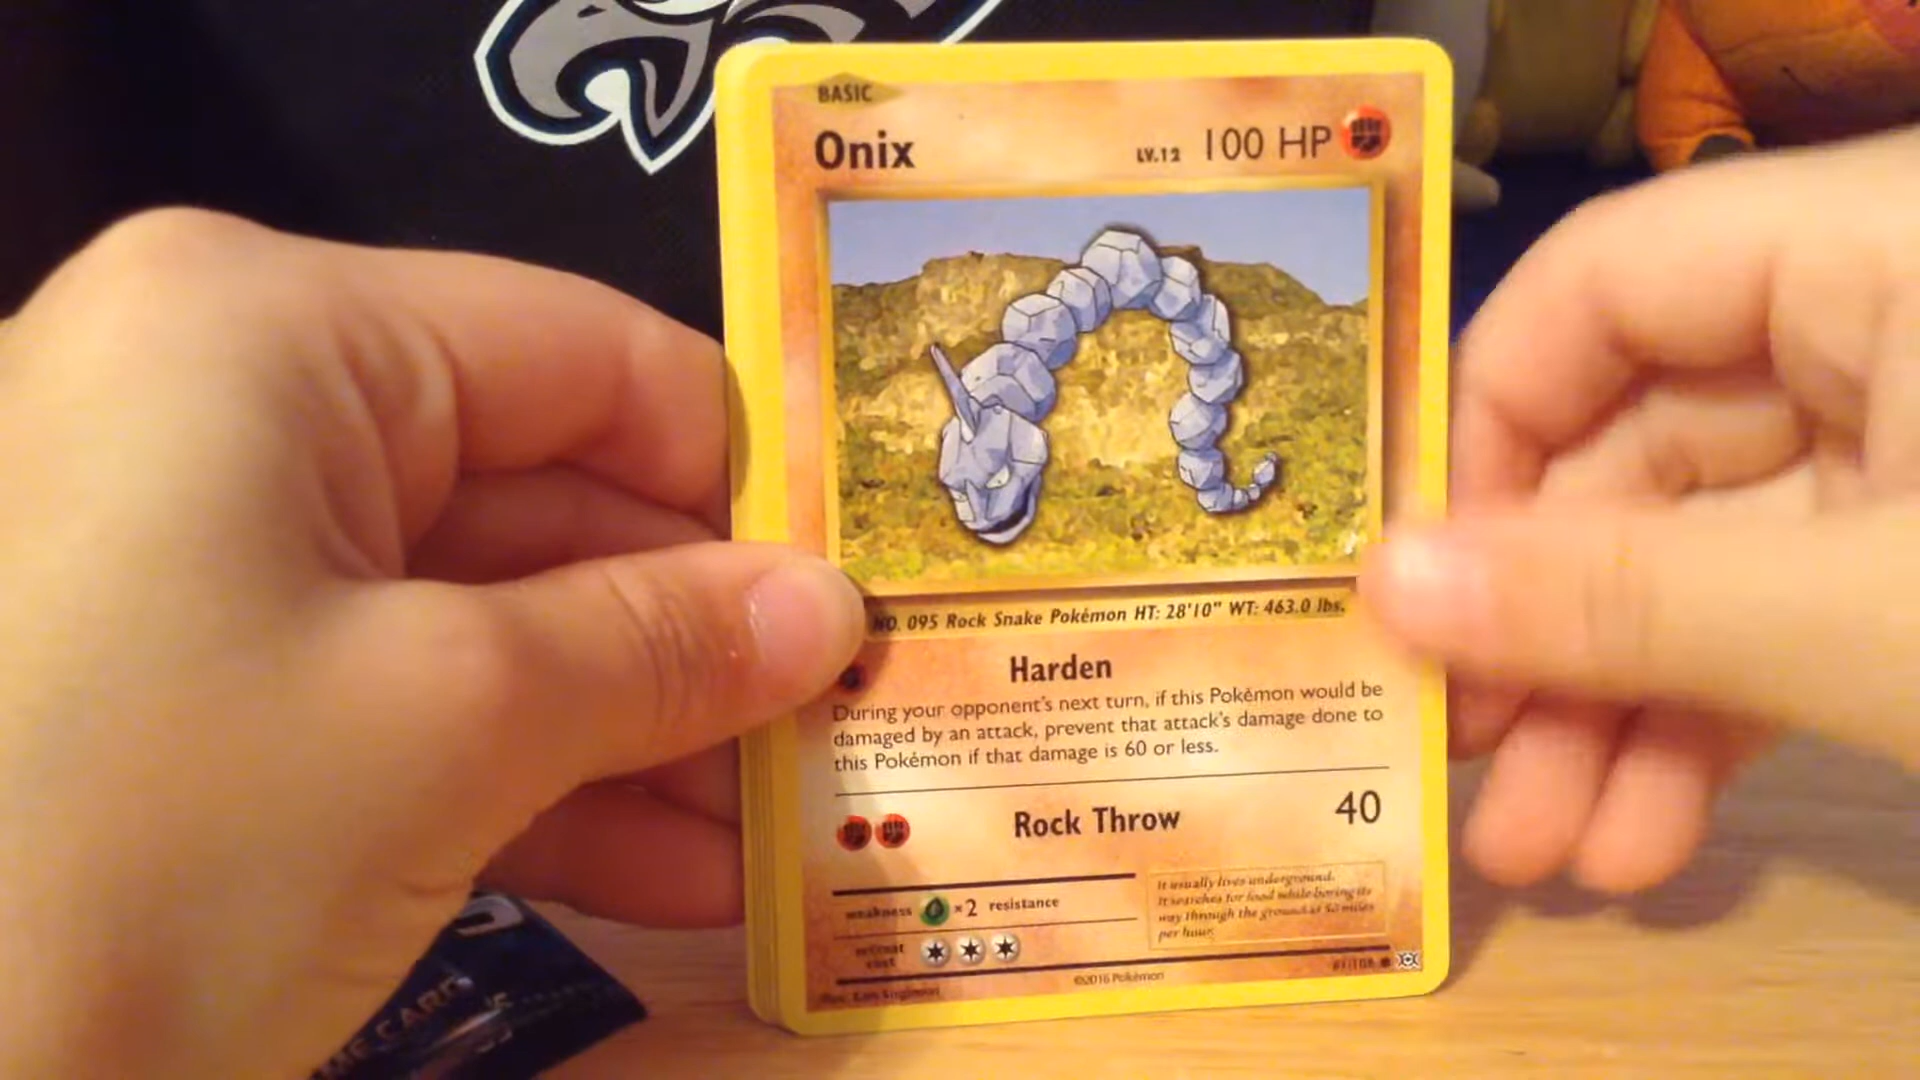 BASIC
Onix LV.12 100 HP
NO. 095 Rock Snake Pokémon HT: 28'10" WT: 463.0 lbs.
Harden
During your opponent's next turn, if this Pokémon would be
damaged by an attack, prevent that attack's damage done to
this Pokémon if that damage is 60 or less.
Rock Throw 40
weakness ×2 resistance
retreat
cost
It usually lives underground.
It searches for food while boring its
way through the ground at 50 miles
per hour.
©2016 Pokémon
61/108
CARD